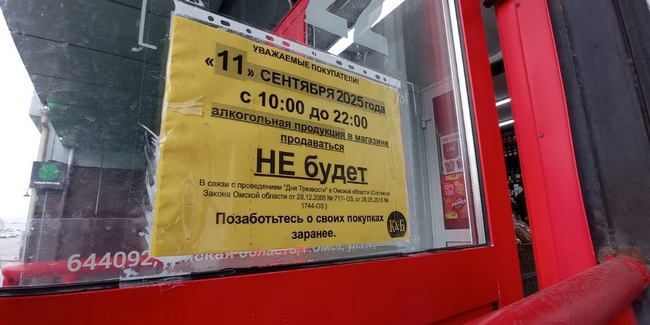 УВАЖАЕМЫЕ ПОКУПАТЕЛИ!
«11» СЕНТЯБРЯ 2025 года
с 10:00 до 22:00
алкогольная продукция в магазине
продаваться
НЕ будет
В связи с проведением "Дня Трезвости" в Омской области (Согласно
Закона Омской области от 28.12.2005 № 717- ОЗ, от 28.05.2015 №
1744-ОЗ )
Позаботьтесь о своих покупках
заранее.
К&Б
644092,